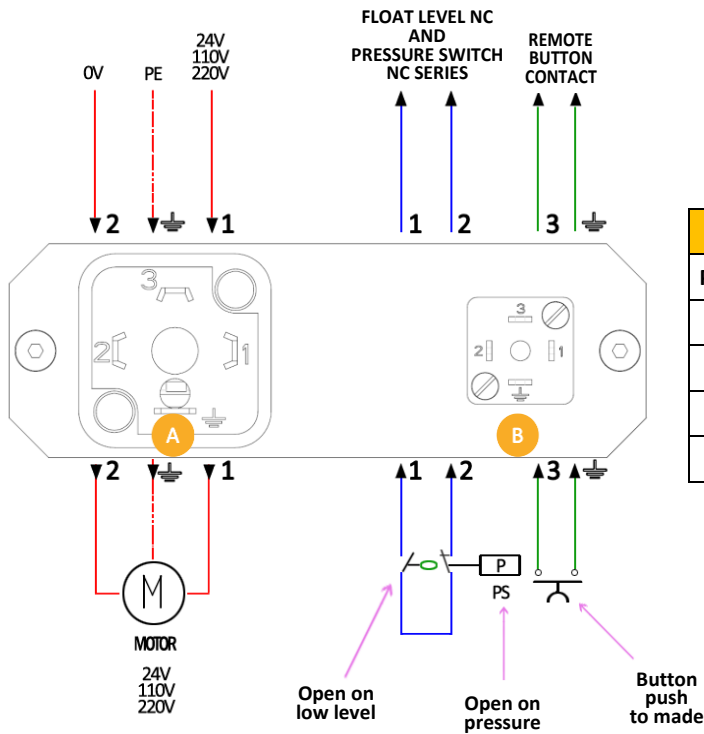 FLOAT LEVEL NC
AND
PRESSURE SWITCH
NC SERIES
REMOTE
BUTTON
CONTACT
24V
110V
220V
0V
PE
2
1
1
2
3
3
2
1
3
2
1
A
B
2
1
1
2
3
M
P
PS
MOTOR
24V
110V
220V
Open on
low level
Open on
pressure
Button
push
to made